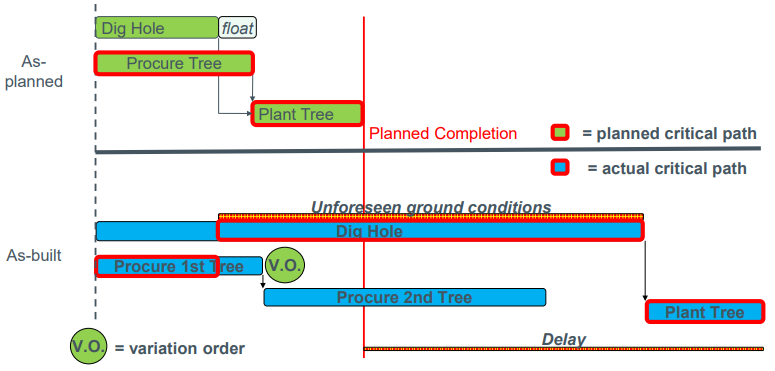 Dig Hole
float
As-
planned
Procure Tree
Plant Tree
Planned Completion
= planned critical path
= actual critical path
Unforeseen ground conditions
Dig Hole
As-built
Procure 1st Tree
V.O.
Procure 2nd Tree
Plant Tree
V.O.
= variation order
Delay